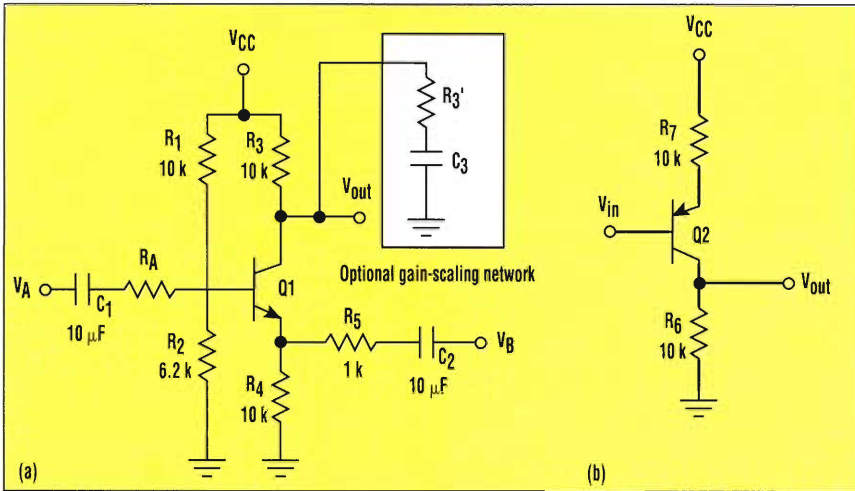 VCC
R1
10 k
R3
10 k
Vout
R3'
C3
Optional gain-scaling network
VA
C1
10 µF
RA
R2
6.2 k
Q1
R5
1 k
C2
10 µF
VB
R4
10 k
(a)
VCC
R7
10 k
Vin
Q2
Vout
R6
10 k
(b)